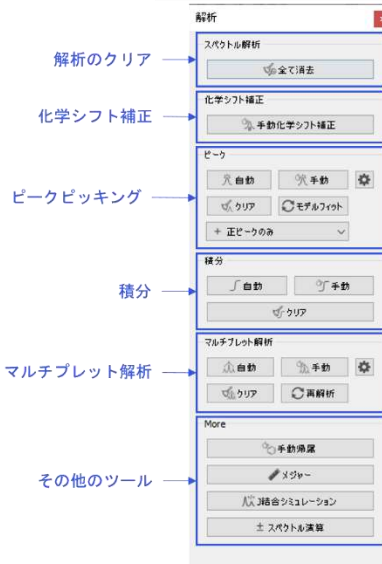 解析
スペクトル解析
解析のクリア
全て消去
化学シフト補正
化学シフト補正
手動化学シフト補正
ピーク
自動 手動
ピークピッキング
クリア モデルフィット
+ 正ピークのみ
積分
積分
自動 手動
クリア
マルチプレット解析
マルチプレット解析
自動 手動
クリア 再解析
More
手動帰属
その他のツール
メジャー
J結合シミュレーション
± スペクトル演算